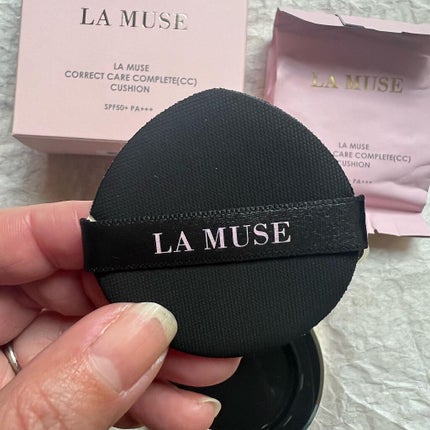 LA MUSE
LA MUSE
CORRECT CARE COMPLETE(CC)
CUSHION
SPF50+ PA+++
LA MUSE
LA MUSE
CARE COMPLETE(CC)
CUSHION
PA+++
LA MUSE